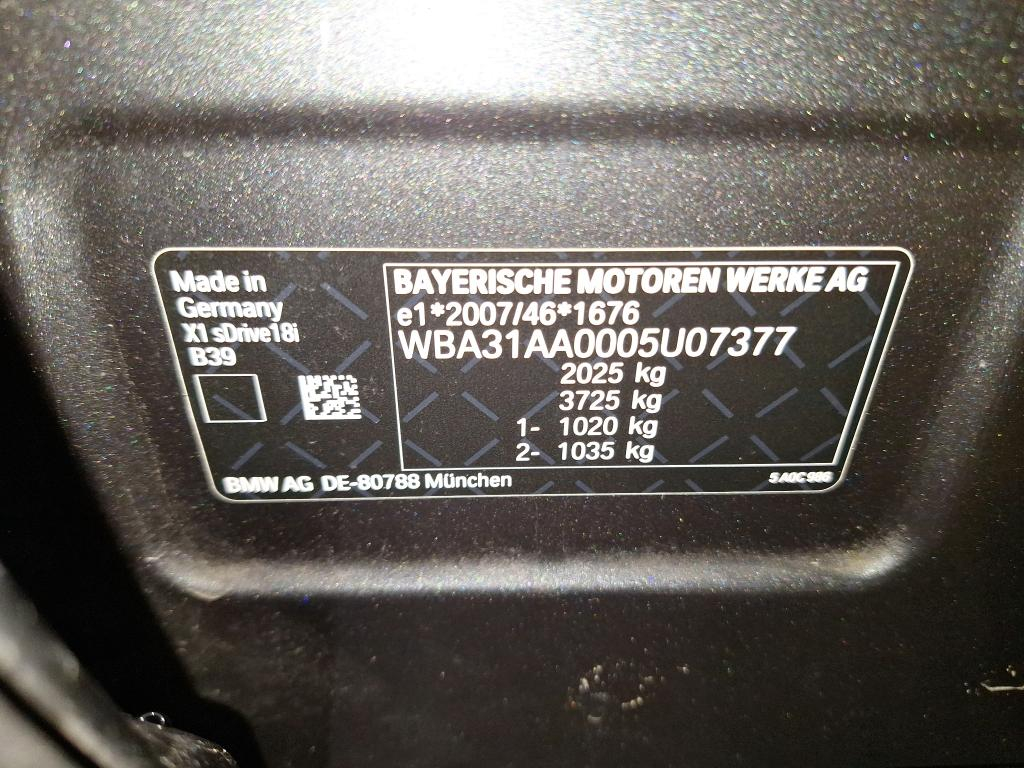 Made in
Germany
X1 sDrive18i
B39
BAYERISCHE MOTOREN WERKE AG
e1*2007/46*1676
WBA31AA0005U07377
2025 kg
3725 kg
1- 1020 kg
2- 1035 kg
BMW AG DE-80788 München
5A0C986